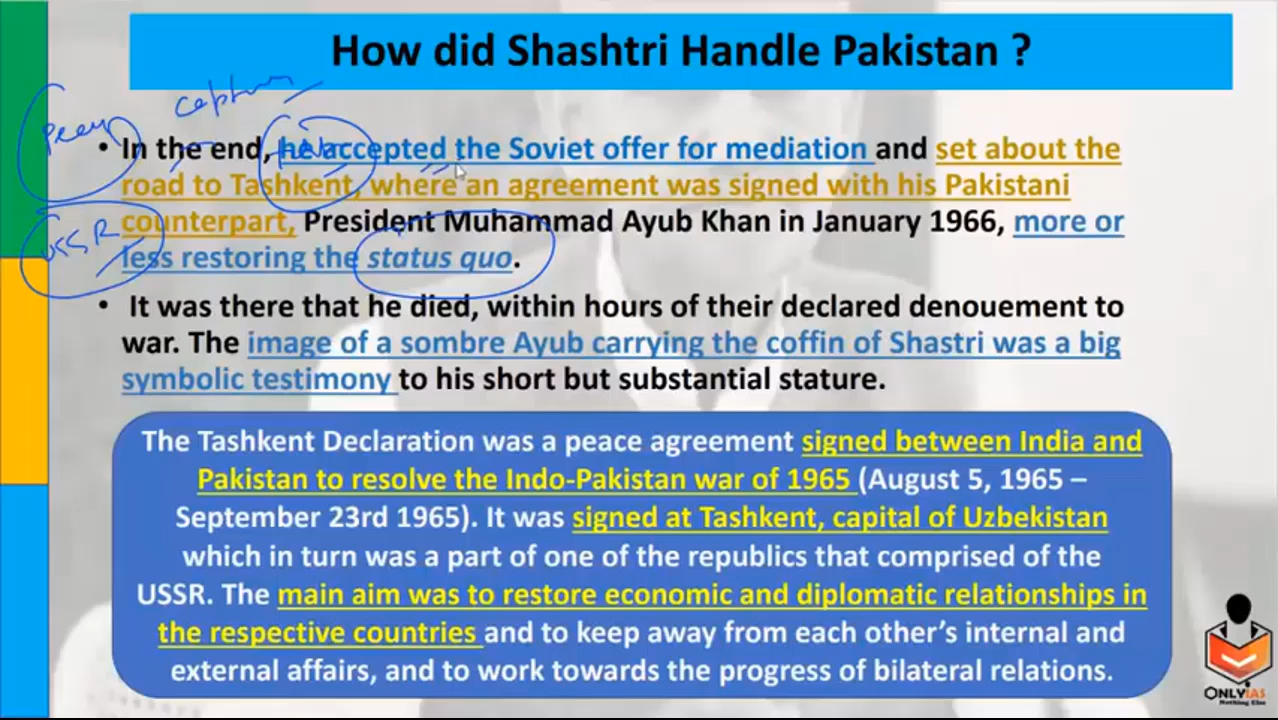 How did Shashtri Handle Pakistan ?
capture
Peace
• In the end, he accepted the Soviet offer for mediation and set about the
road to Tashkent, where an agreement was signed with his Pakistani
counterpart, President Muhammad Ayub Khan in January 1966, more or
USSR
less restoring the status quo.
• It was there that he died, within hours of their declared denouement to
war. The image of a sombre Ayub carrying the coffin of Shastri was a big
symbolic testimony to his short but substantial stature.
The Tashkent Declaration was a peace agreement signed between India and
Pakistan to resolve the Indo-Pakistan war of 1965 (August 5, 1965 –
September 23rd 1965). It was signed at Tashkent, capital of Uzbekistan
which in turn was a part of one of the republics that comprised of the
USSR. The main aim was to restore economic and diplomatic relationships in
the respective countries and to keep away from each other's internal and
external affairs, and to work towards the progress of bilateral relations.
ONLYIAS
Nothing Else